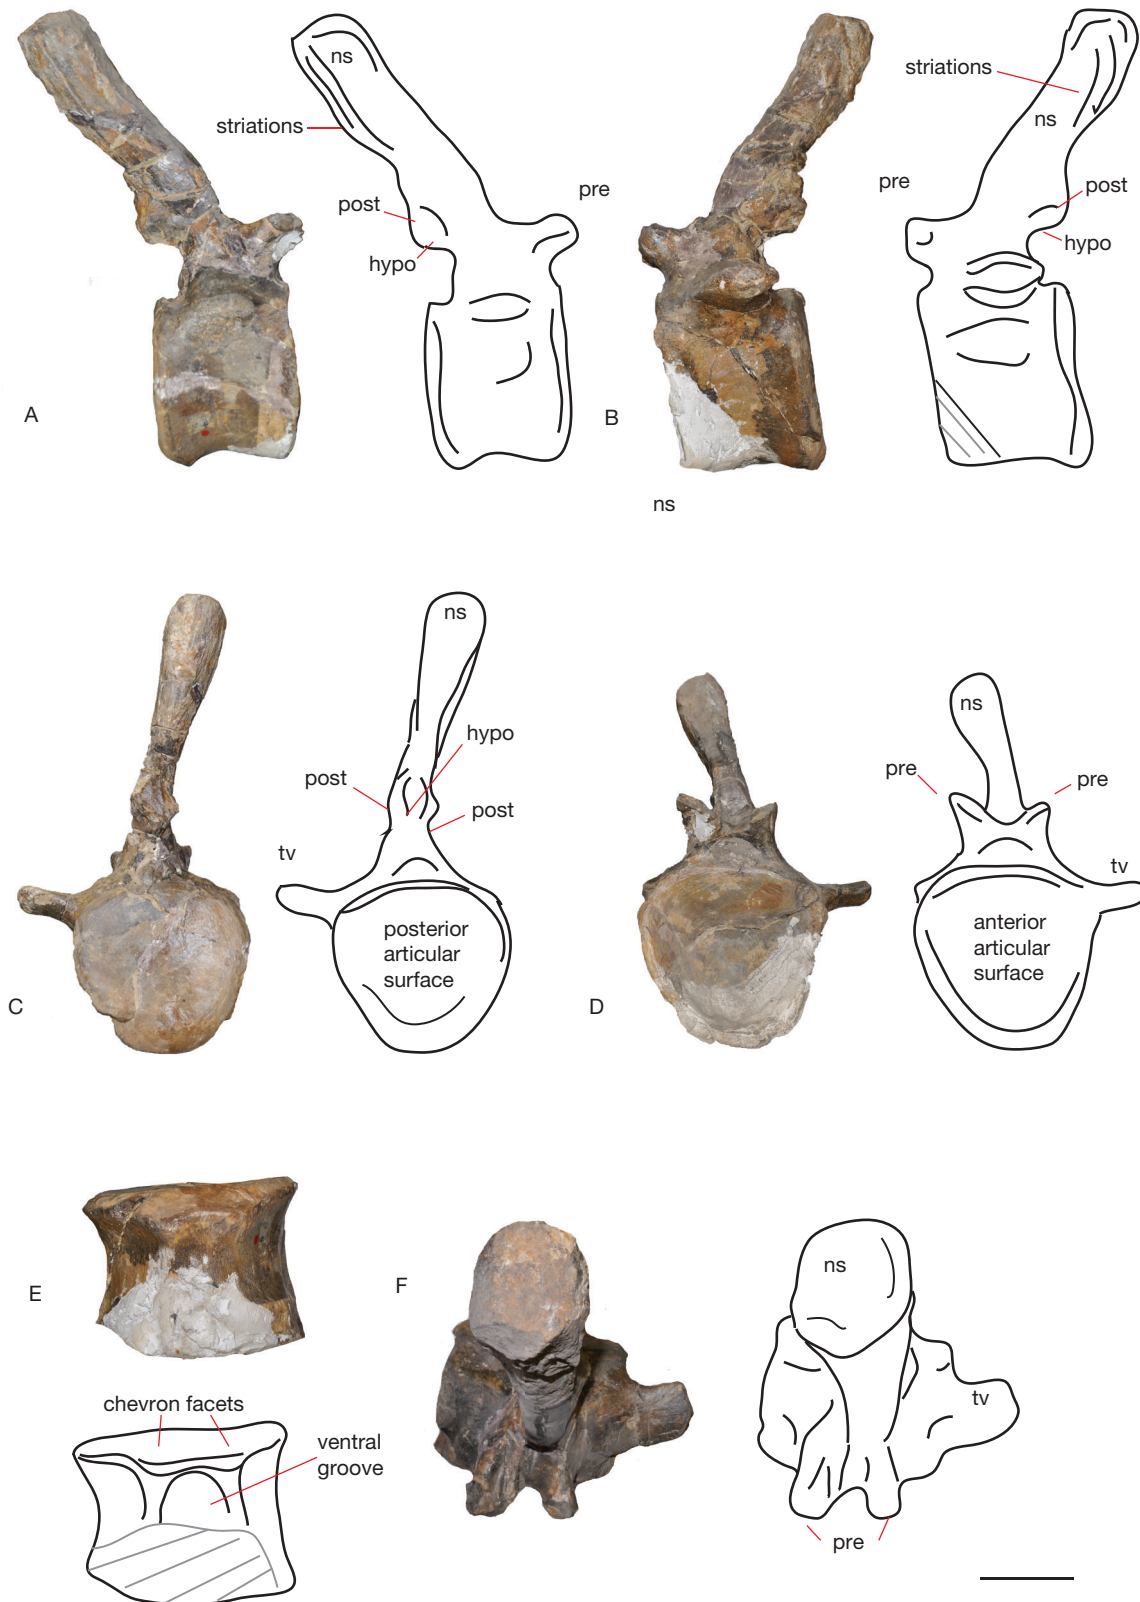 ns
striations
post
hypo
pre
A
striations
ns
pre
post
hypo
B
ns
ns
hypo
post
post
tv
posterior
articular
surface
C
ns
pre
pre
tv
anterior
articular
surface
D
E
chevron facets
ventral
groove
F
ns
tv
pre